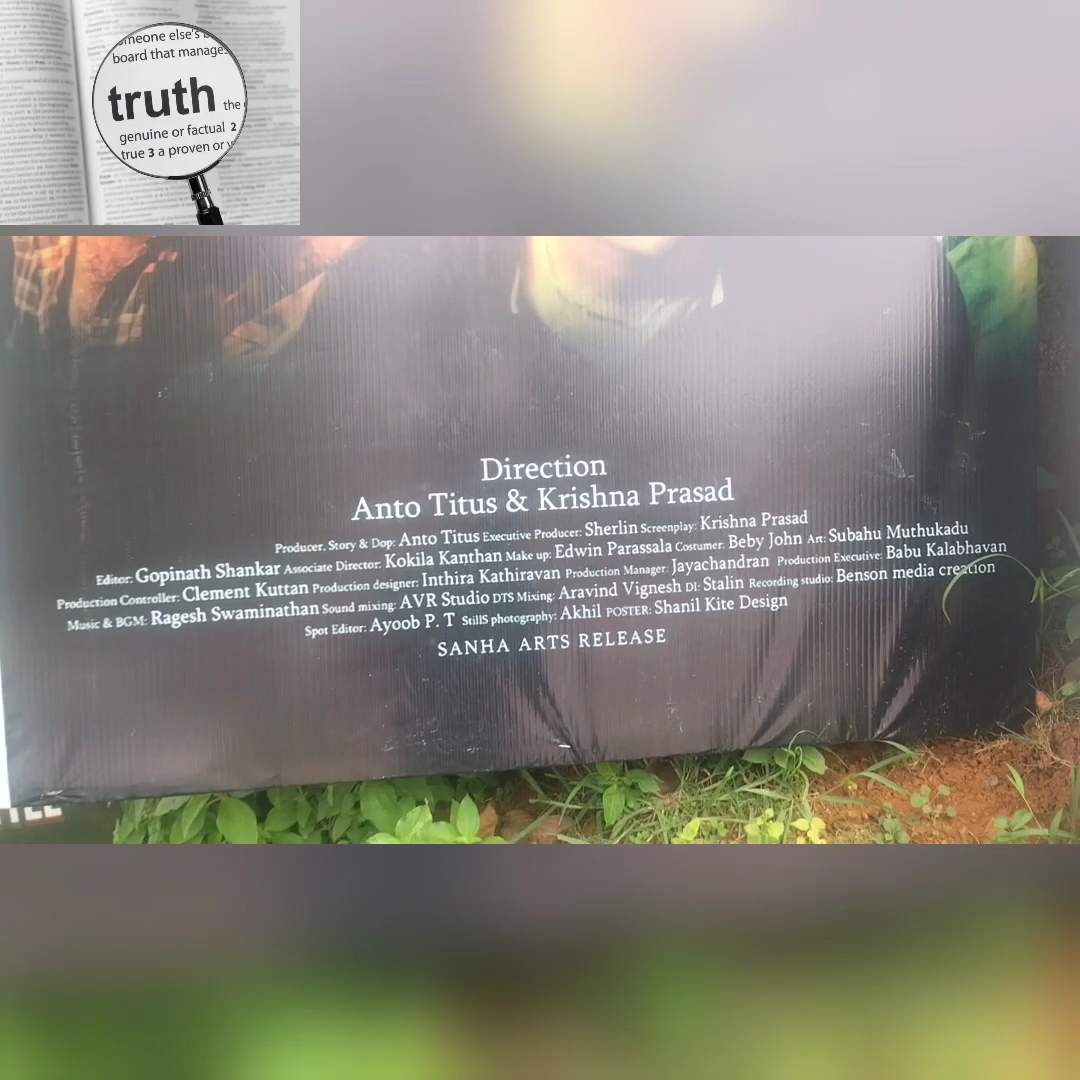 meone else's
board that manages
truth the
genuine or factual 2
true 3 a proven or
Direction
Anto Titus & Krishna Prasad
Producer, Story & Dop: Anto Titus Executive Producer: Sherlin Screenplay: Krishna Prasad
Editor: Gopinath Shankar Associate Director: Kokila Kanthan Make up: Edwin Parassala Costumer: Beby John Art: Subahu Muthukadu
Production Controller: Clement Kuttan Production designer: Inthira Kathiravan Production Manager: Jayachandran Production Executive: Babu Kalabhavan
Music & BGM: Ragesh Swaminathan Sound mixing: AVR Studio DTS Mixing: Aravind Vignesh DI: Stalin Recording studio: Benson media creation
Spot Editor: Ayoob P. T StillS photography: Akhil POSTER: Shanil Kite Design
SANHA ARTS RELEASE